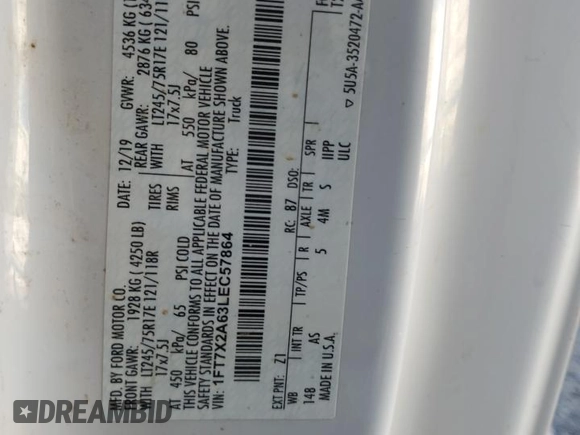 MFD. BY FORD MOTOR CO.
DATE: 12/19 GVWR: 4536 KG
FRONT GAWR: 1928 KG ( 4250 LB) REAR GAWR: 2876 KG ( 634
WITH TIRES WITH
LT245/75R17E 121/118R LT245/75R17E 121/11
17x7.5J RIMS 17x7.5J
AT 450 kPa/ 65 PSI COLD AT 550 kPa/ 80 PSI
THIS VEHICLE CONFORMS TO ALL APPLICABLE FEDERAL MOTOR VEHICLE
SAFETY STANDARDS IN EFFECT ON THE DATE OF MANUFACTURE SHOWN ABOVE.
VIN: 1FT7X2A63LEC57864 TYPE: Truck
EXT PNT: Z1 RC: 87 DSO:
WB INT TR TP/PS R AXLE TR SPR
148 AS 5 4M S IIPP
MADE IN U.S.A. ULC
5U5A-3520472-A
DREAMBID